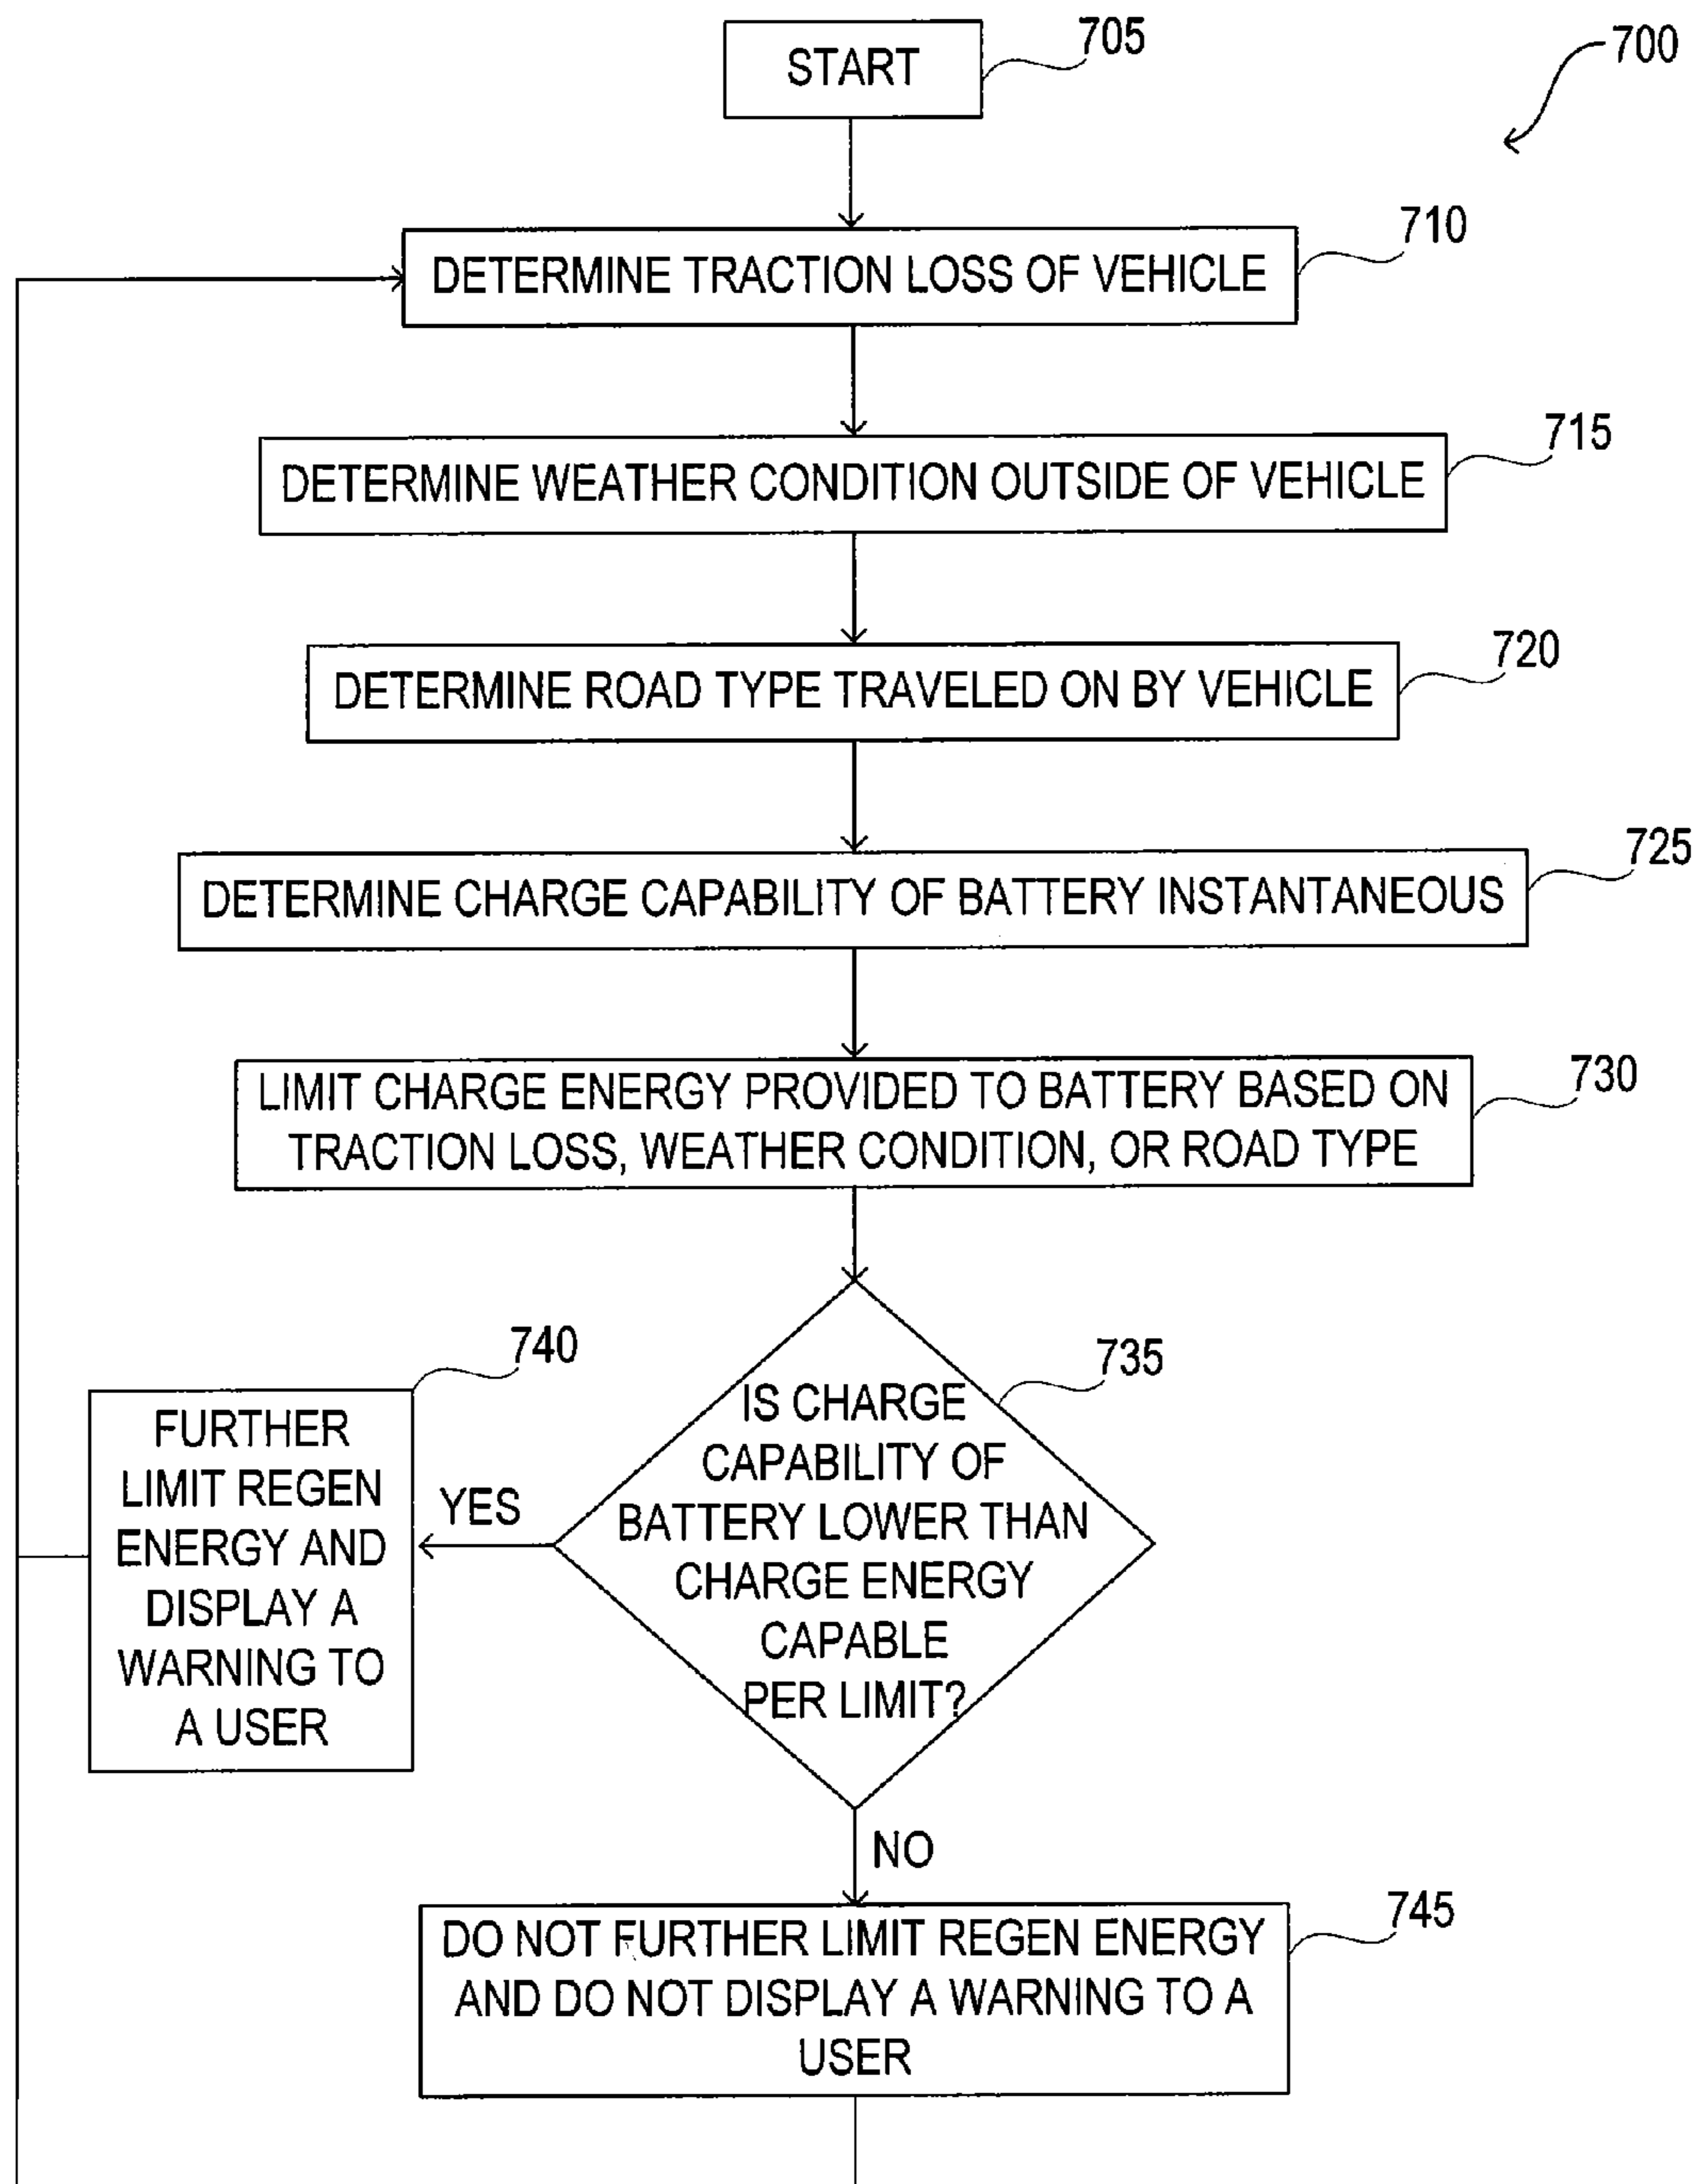 START
705
700
DETERMINE TRACTION LOSS OF VEHICLE
710
DETERMINE WEATHER CONDITION OUTSIDE OF VEHICLE
715
DETERMINE ROAD TYPE TRAVELED ON BY VEHICLE
720
DETERMINE CHARGE CAPABILITY OF BATTERY INSTANTANEOUS
725
LIMIT CHARGE ENERGY PROVIDED TO BATTERY BASED ON
TRACTION LOSS, WEATHER CONDITION, OR ROAD TYPE
730
IS CHARGE
CAPABILITY OF
BATTERY LOWER THAN
CHARGE ENERGY
CAPABLE
PER LIMIT?
735
YES
740
FURTHER
LIMIT REGEN
ENERGY AND
DISPLAY A
WARNING TO
A USER
NO
DO NOT FURTHER LIMIT REGEN ENERGY
AND DO NOT DISPLAY A WARNING TO A
USER
745